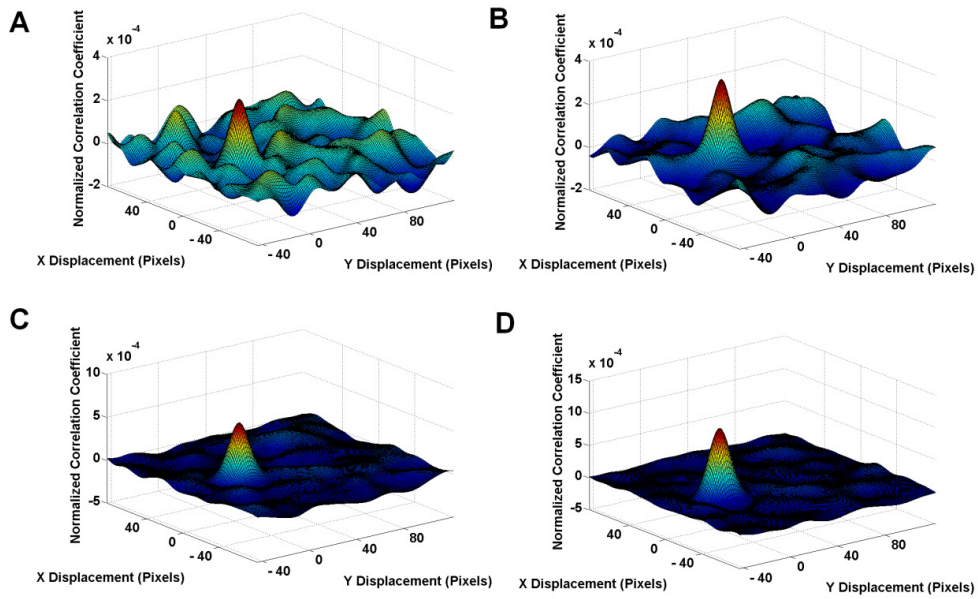 A
x 10-4
Normalized Correlation Coefficient
4
2
0
-2
40
0
- 40
- 40
0
40
80
X Displacement (Pixels)
Y Displacement (Pixels)
B
x 10-4
Normalized Correlation Coefficient
4
2
0
-2
40
0
- 40
- 40
0
40
80
X Displacement (Pixels)
Y Displacement (Pixels)
C
x 10-4
Normalized Correlation Coefficient
10
5
0
-5
40
0
- 40
- 40
0
40
80
X Displacement (Pixels)
Y Displacement (Pixels)
D
x 10-4
Normalized Correlation Coefficient
15
10
5
0
-5
40
0
- 40
- 40
0
40
80
X Displacement (Pixels)
Y Displacement (Pixels)